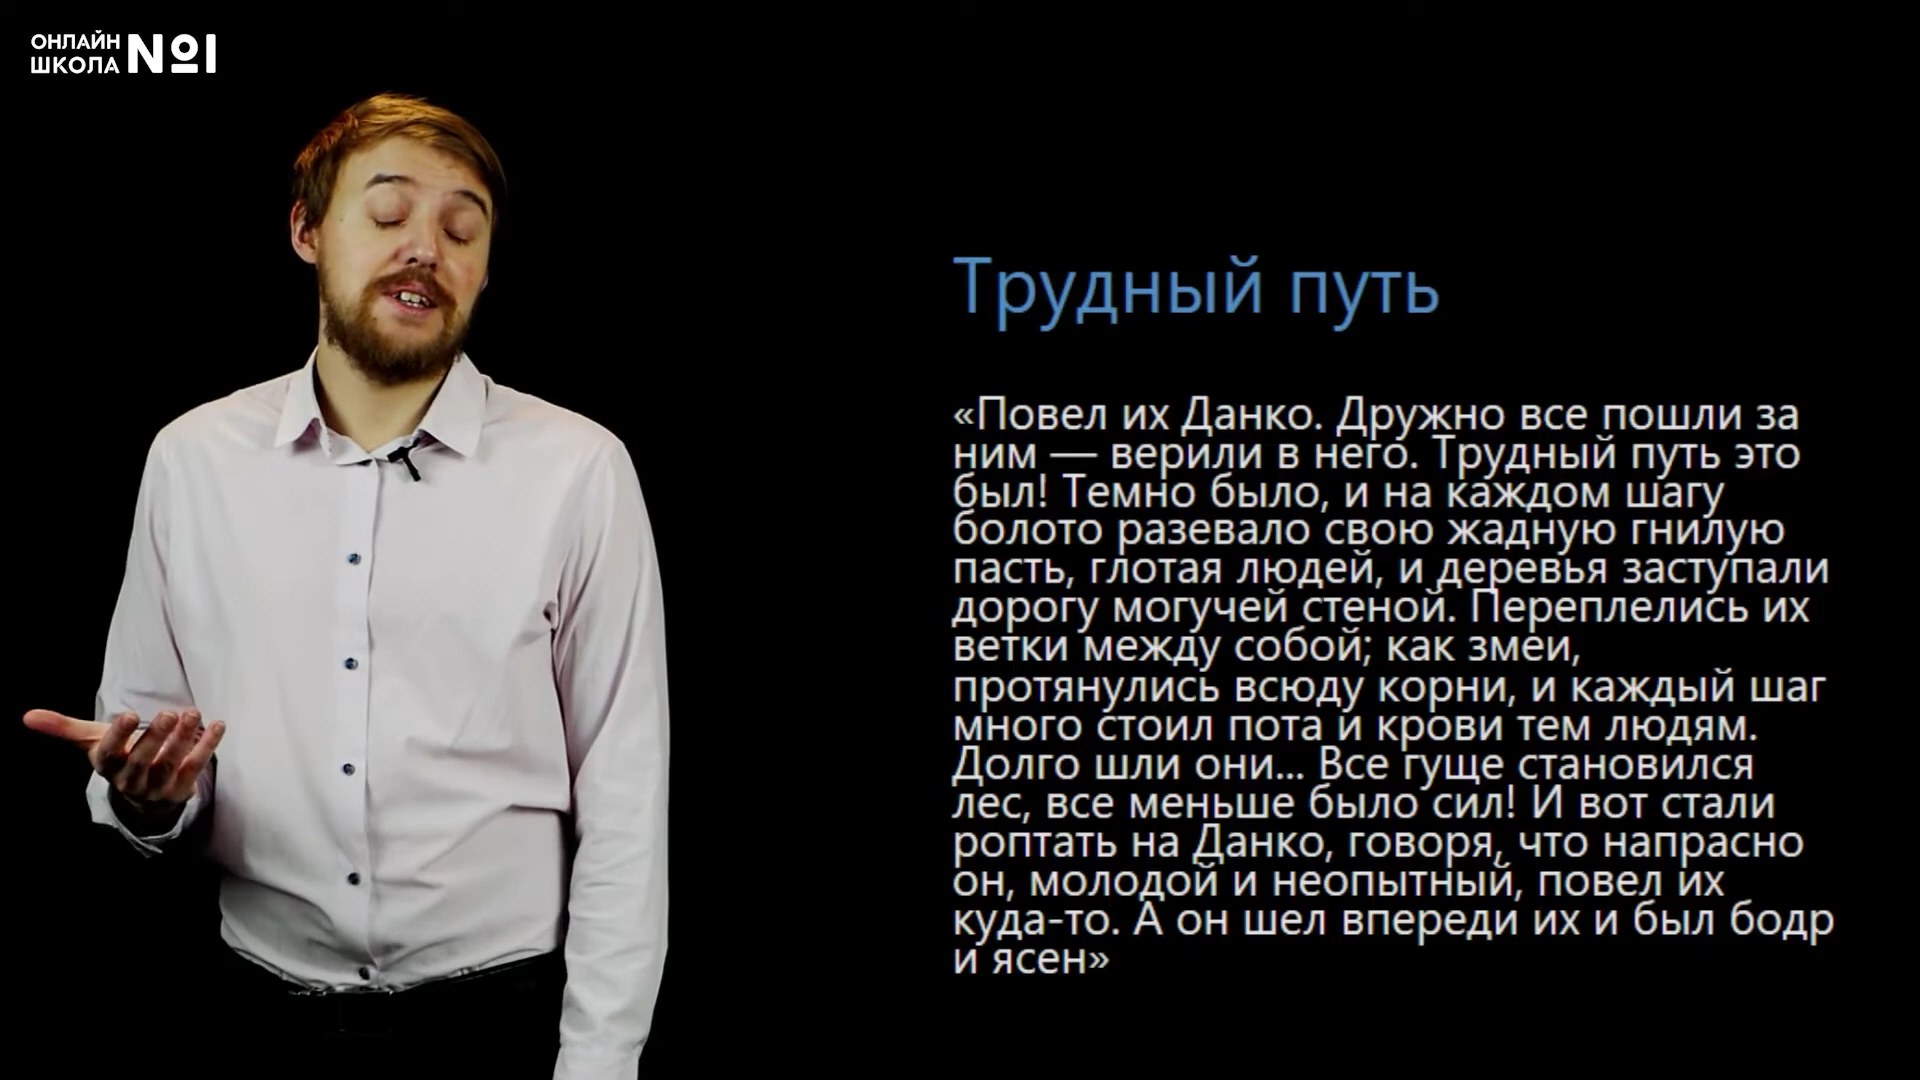 ОНЛАЙН
ШКОЛА №1
Трудный путь
«Повел их Данко. Дружно все пошли за
ним — верили в него. Трудный путь это
был! Темно было, и на каждом шагу
болото разевало свою жадную гнилую
пасть, глотая людей, и деревья заступали
дорогу могучей стеной. Переплелись их
ветки между собой; как змеи,
протянулись всюду корни, и каждый шаг
много стоил пота и крови тем людям.
Долго шли они... Все гуще становился
лес, все меньше было сил! И вот стали
роптать на Данко, говоря, что напрасно
он, молодой и неопытный, повел их
куда-то. А он шел впереди их и был бодр
и ясен»